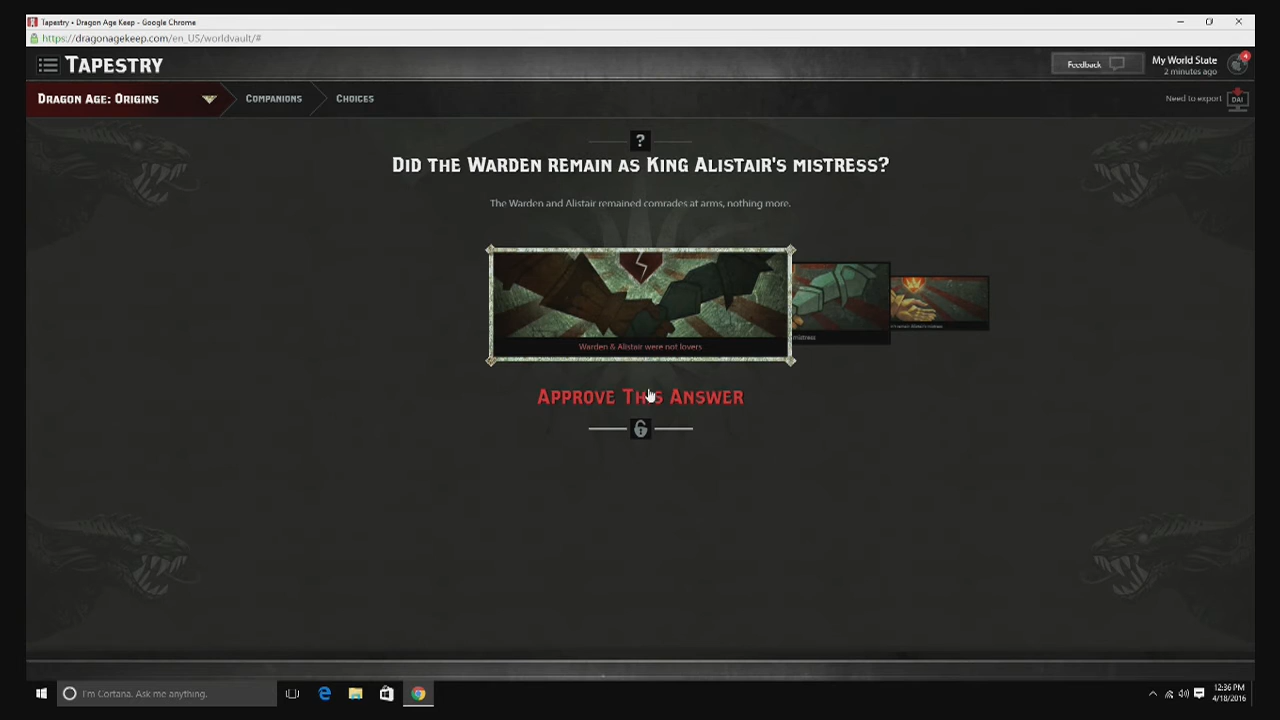 Tapestry • Dragon Age Keep - Google Chrome
https://dragonagekeep.com/en_US/worldvault/#
TAPESTRY
Feedback
My World State
4
2 minutes ago
DRAGON AGE: ORIGINS
COMPANIONS
CHOICES
Need to export
DAI
?
DID THE WARDEN REMAIN AS KING ALISTAIR'S MISTRESS?
The Warden and Alistair remained comrades at arms, nothing more.
Warden & Alistair were not lovers
mistress
APPROVE THIS ANSWER
I'm Cortana. Ask me anything.
12:36 PM
4/18/2016